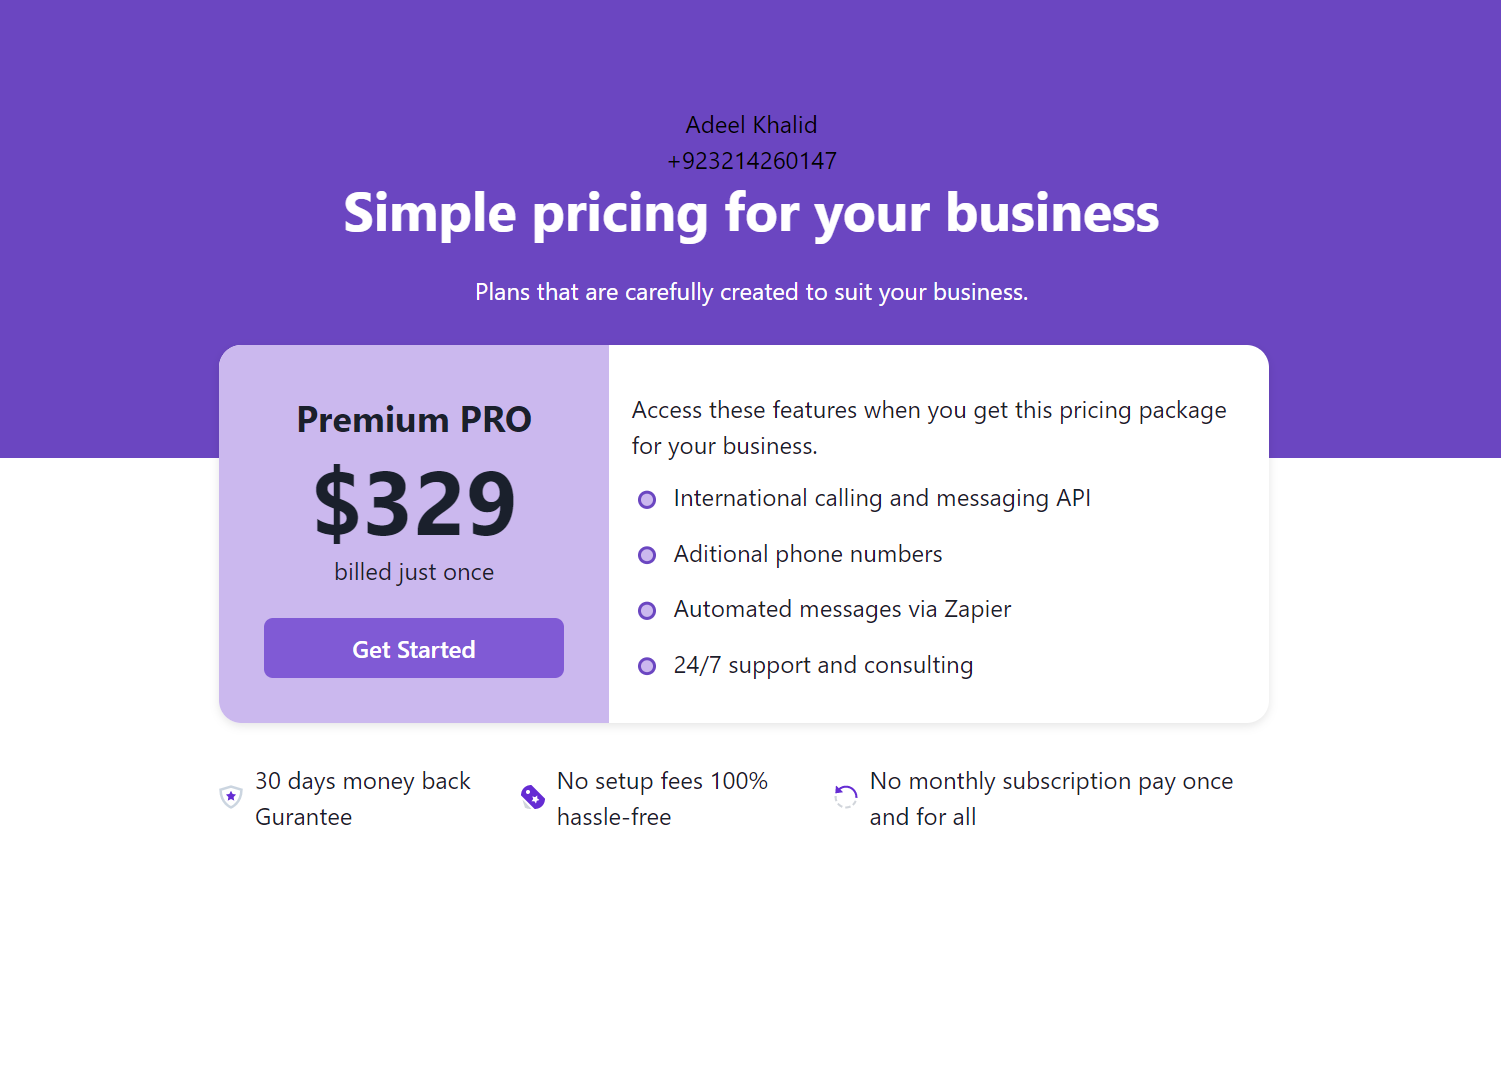 Adeel Khalid
+923214260147
Simple pricing for your business
Plans that are carefully created to suit your business.
Premium PRO
$329
billed just once
Get Started
Access these features when you get this pricing package
for your business.
International calling and messaging API
Aditional phone numbers
Automated messages via Zapier
24/7 support and consulting
30 days money back
Gurantee
No setup fees 100%
hassle-free
No monthly subscription pay once
and for all